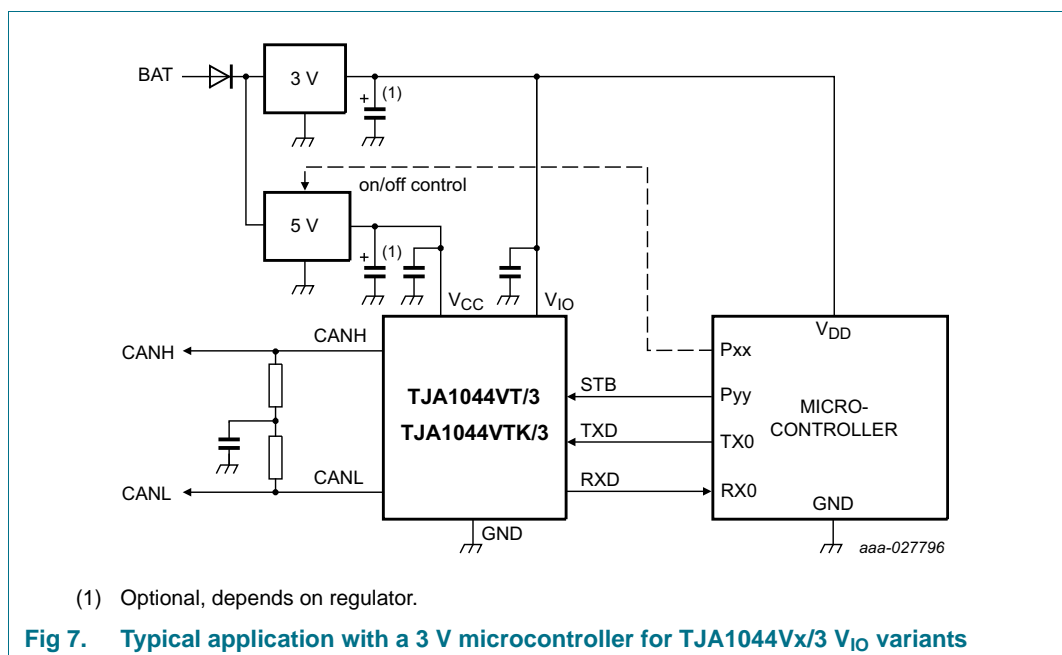 BAT
3 V
+
(1)
on/off control
5 V
+
(1)
VCC
VIO
VDD
CANH
CANH
Pxx
TJA1044VT/3
STB
Pyy
MICRO-
TJA1044VTK/3
TXD
TX0
CONTROLLER
CANL
CANL
RXD
RX0
GND
GND
aaa-027796
(1) Optional, depends on regulator.
Fig 7. Typical application with a 3 V microcontroller for TJA1044Vx/3 VIO variants